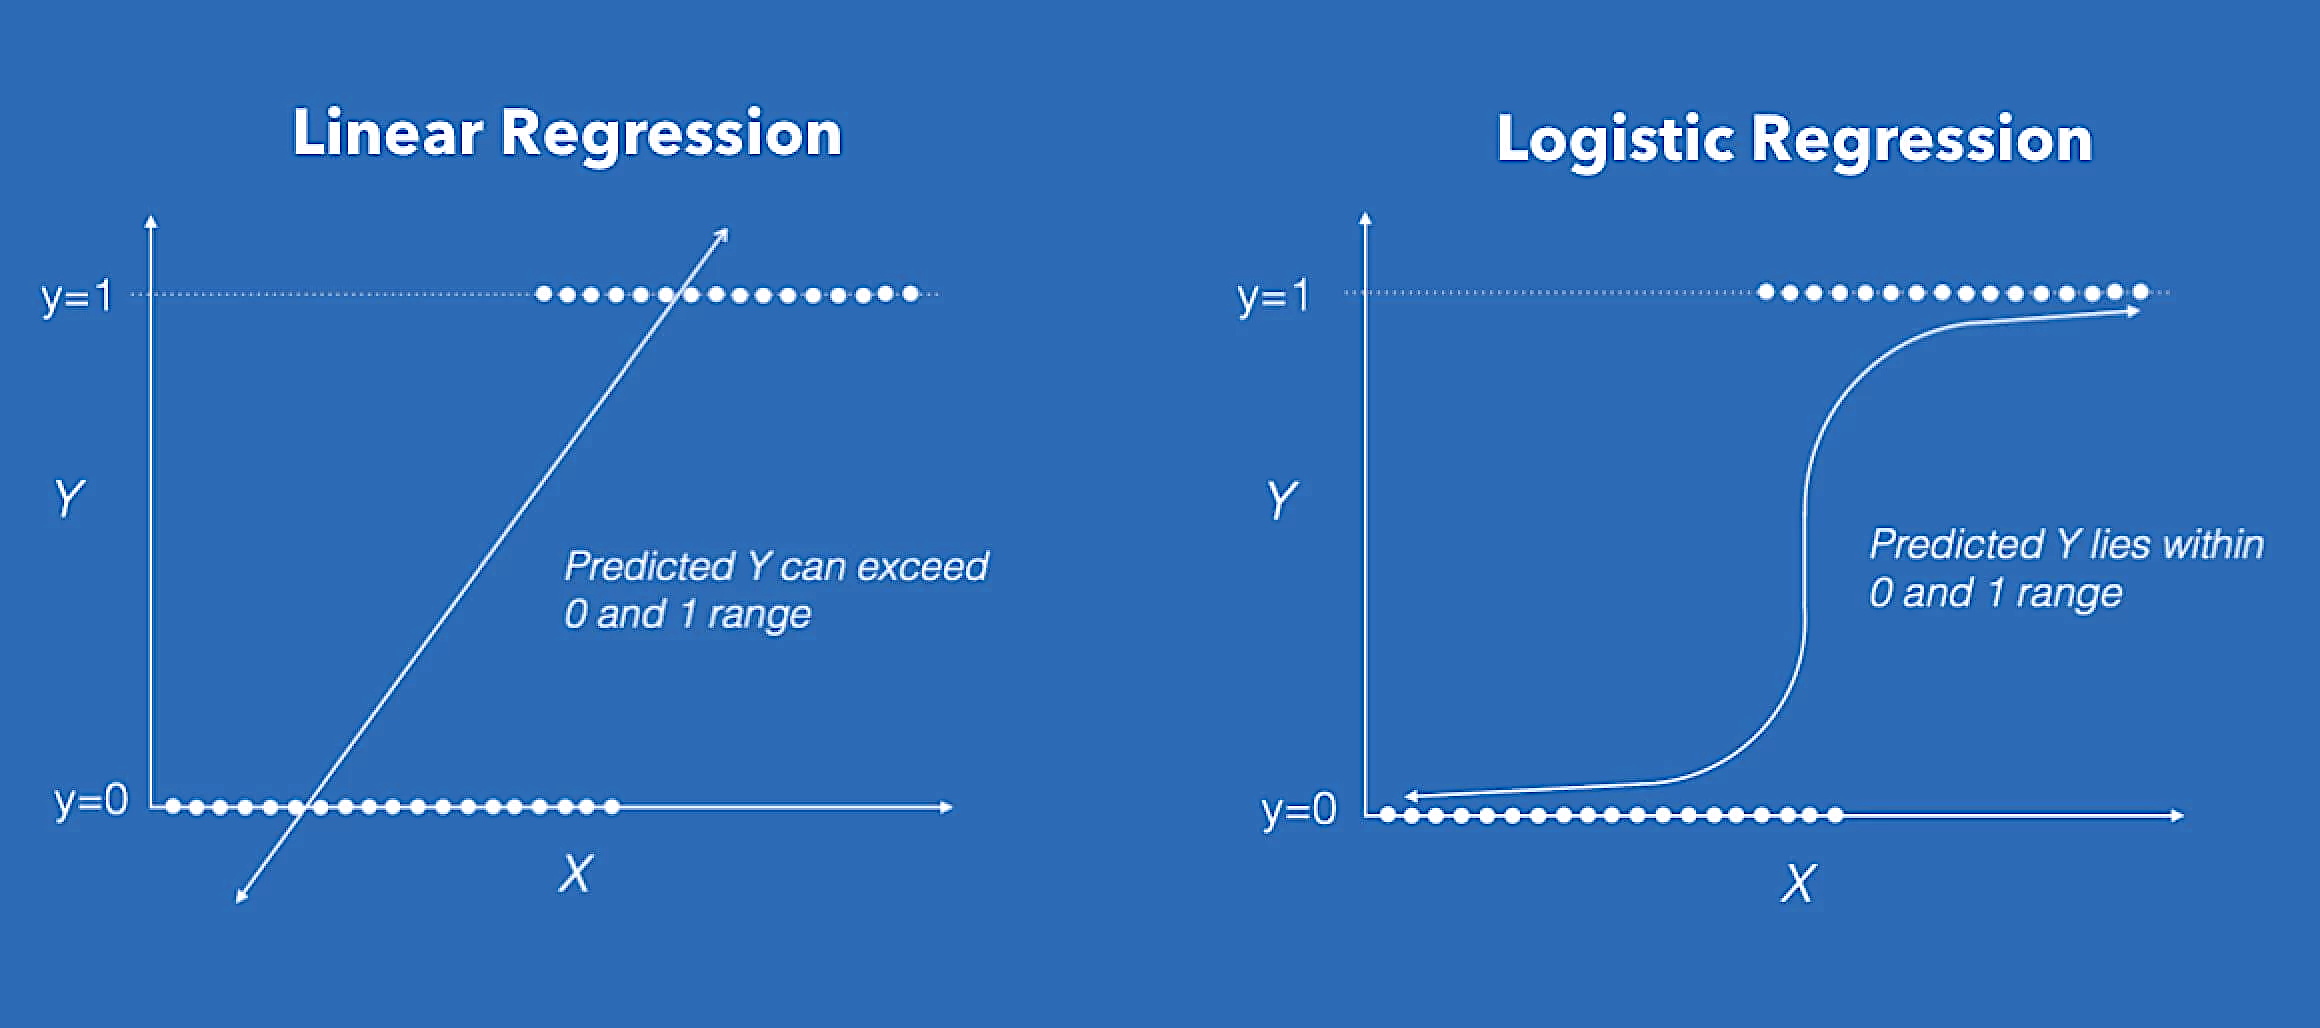 Linear Regression
y=1
Y
Predicted Y can exceed
0 and 1 range
y=0
X
Logistic Regression
y=1
Y
Predicted Y lies within
0 and 1 range
y=0
X